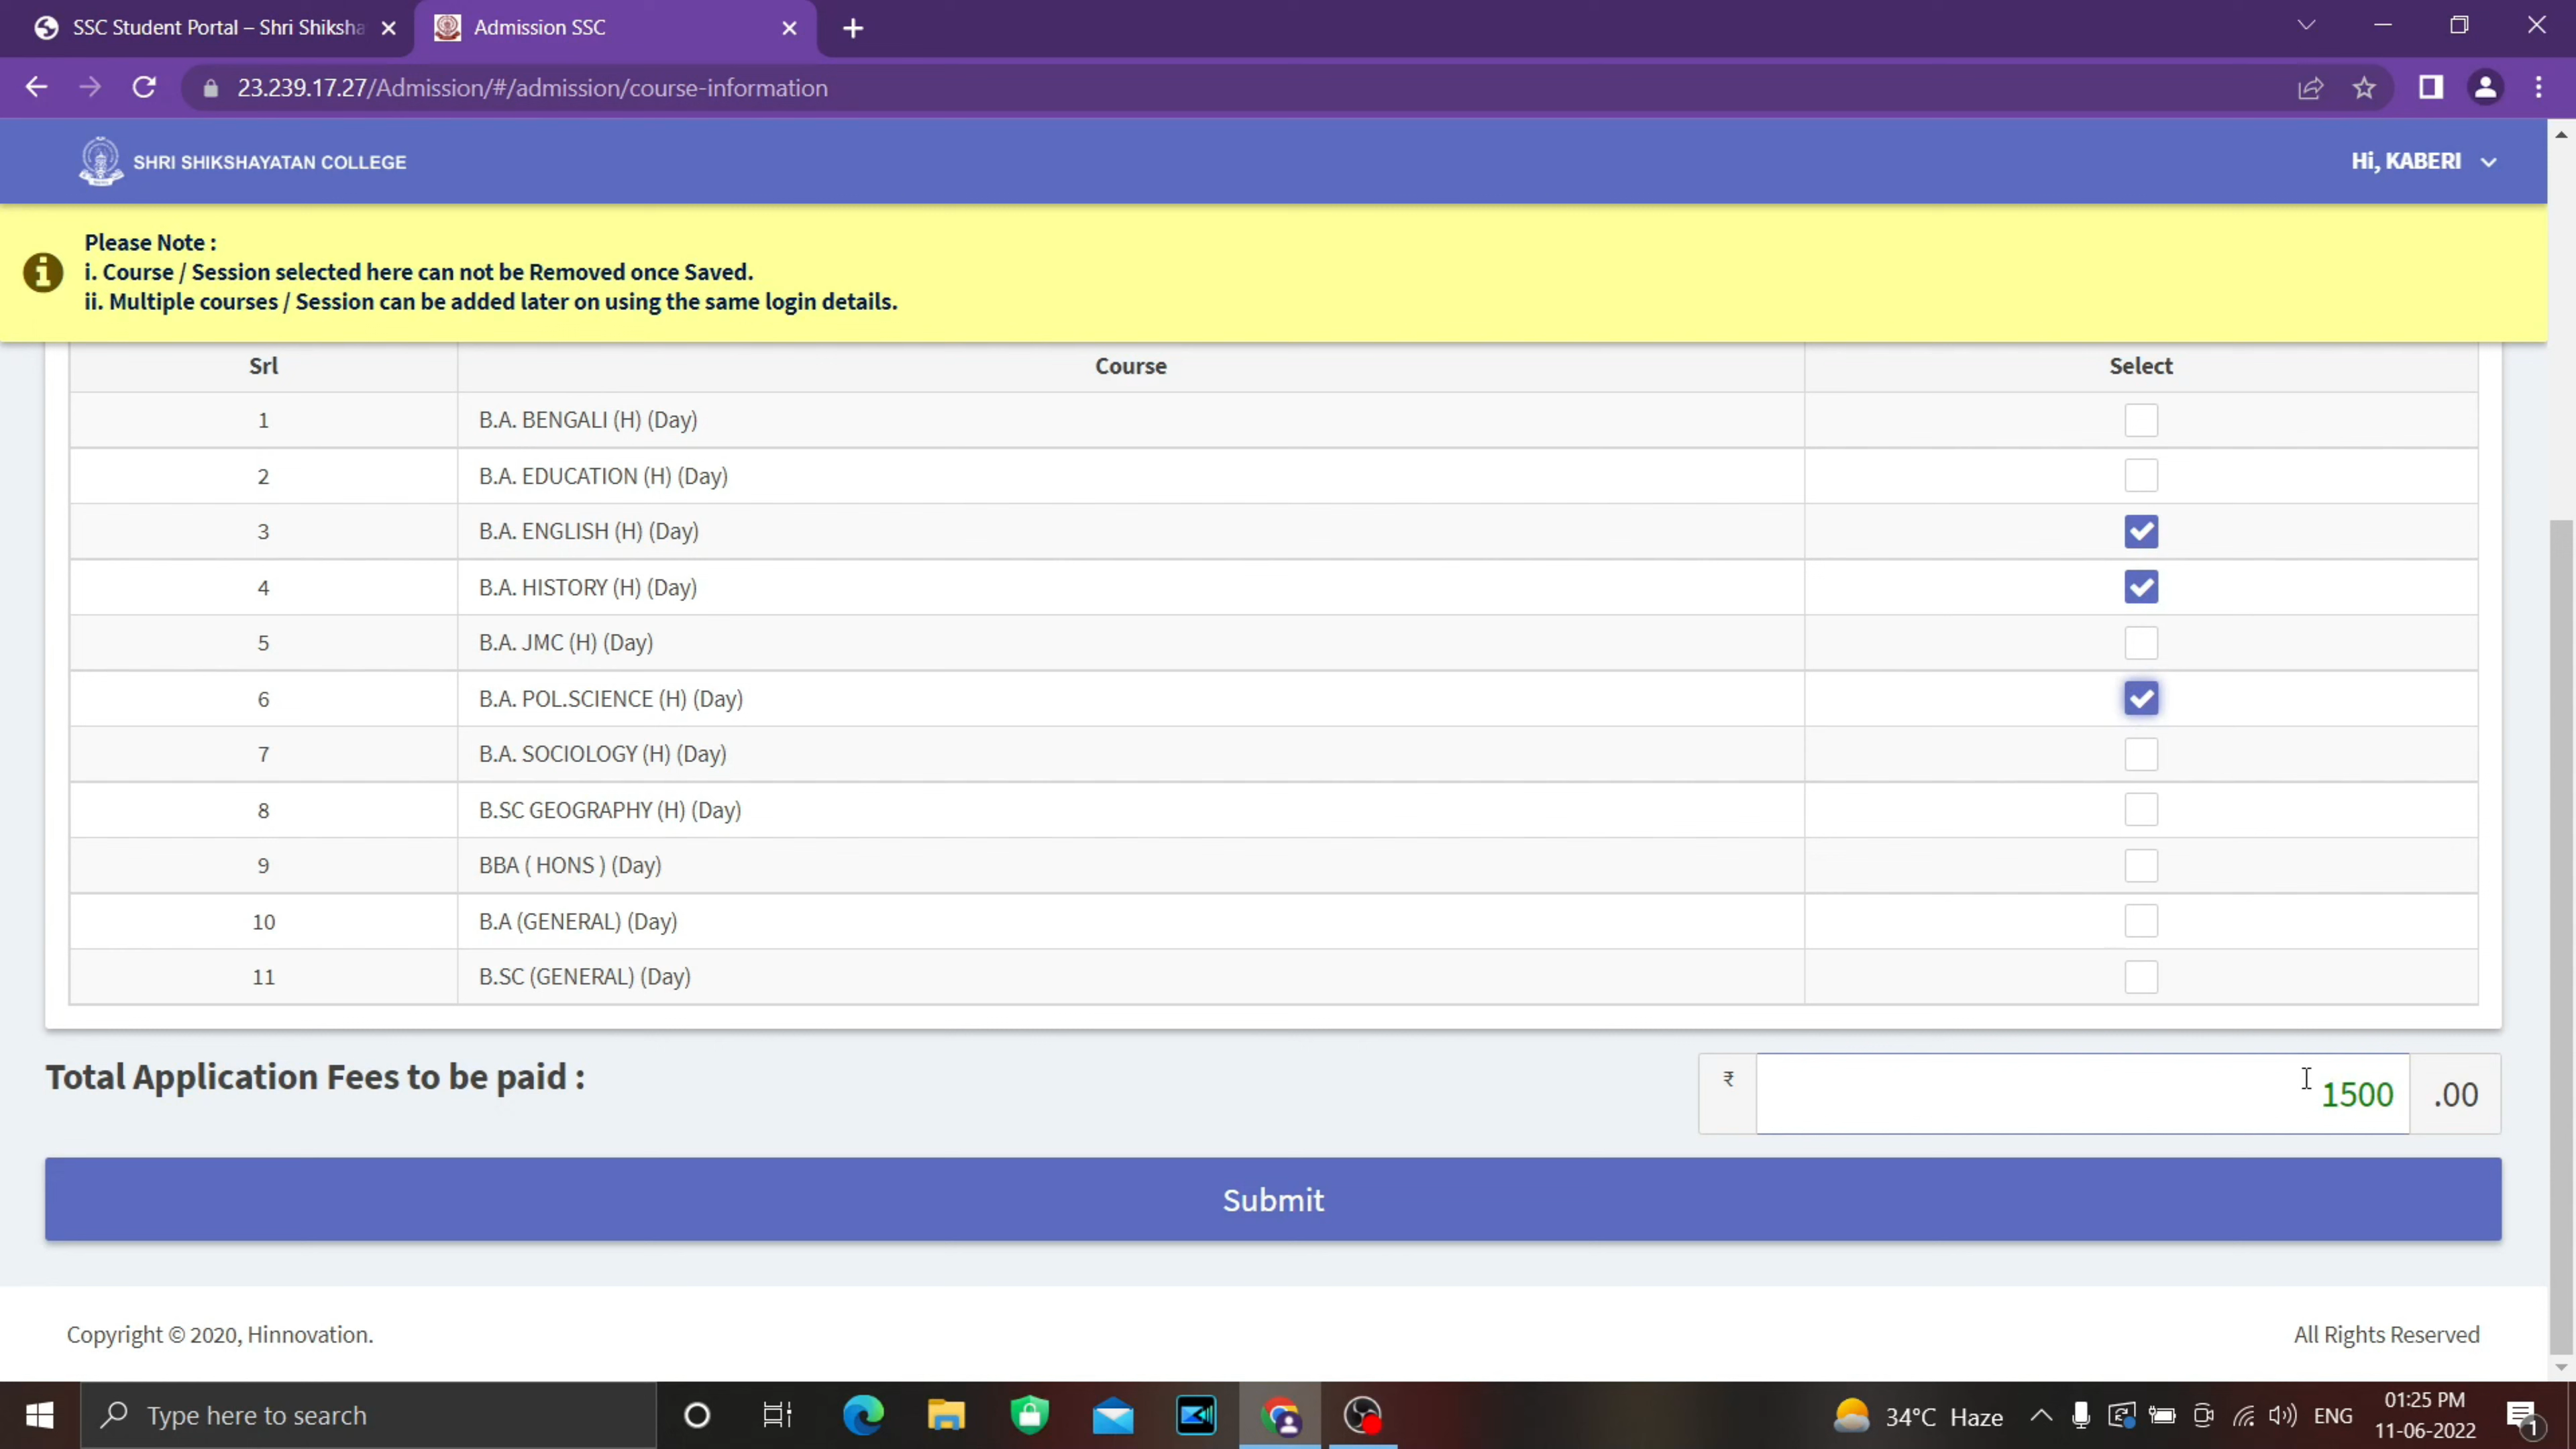 SSC Student Portal – Shri Shiksha
Admission SSC
23.239.17.27/Admission/#/admission/course-information
SHRI SHIKSHAYATAN COLLEGE
Hi, KABERI
Please Note :
i. Course / Session selected here can not be Removed once Saved.
ii. Multiple courses / Session can be added later on using the same login details.
Srl Course Select
1 B.A. BENGALI (H) (Day)
2 B.A. EDUCATION (H) (Day)
3 B.A. ENGLISH (H) (Day)
4 B.A. HISTORY (H) (Day)
5 B.A. JMC (H) (Day)
6 B.A. POL.SCIENCE (H) (Day)
7 B.A. SOCIOLOGY (H) (Day)
8 B.SC GEOGRAPHY (H) (Day)
9 BBA ( HONS ) (Day)
10 B.A (GENERAL) (Day)
11 B.SC (GENERAL) (Day)
Total Application Fees to be paid : ₹ 1500 .00
Submit
Copyright © 2020, Hinnovation. All Rights Reserved
Type here to search
34°C Haze
ENG
01:25 PM
11-06-2022
1